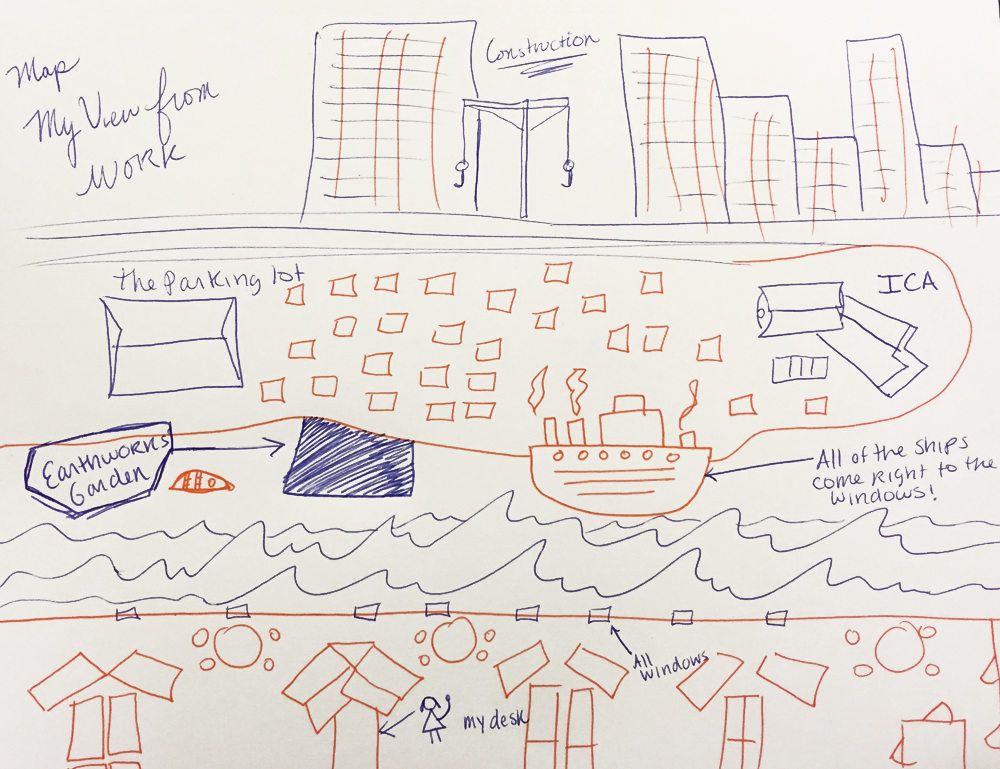 Map
My View from
WORK
Construction
the Parking lot
ICA
Earthworks
Garden
All of the ships
come Right to the
windows!
All
windows
my desk